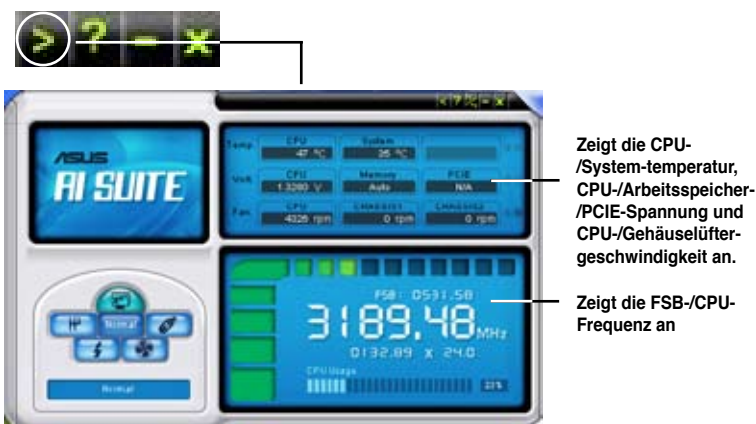 > ? - x
< ? - x
ASUS
AI SUITE
Temp.
CPU
System
47 °C
35 °C
Volt
CPU
Memory
PCIE
1.3280 V
Auto
N/A
Fan
CPU
CHASSIS1
CHASSIS2
4326 rpm
0 rpm
0 rpm
FSB: 0531.58
3189.48 MHz
0132.89 x 24.0
CPU Usage
Normal
Normal
Zeigt die CPU-
/System-temperatur,
CPU-/Arbeitsspeicher-
/PCIE-Spannung und
CPU-/Gehäuselüfter-
geschwindigkeit an.
Zeigt die FSB-/CPU-
Frequenz an